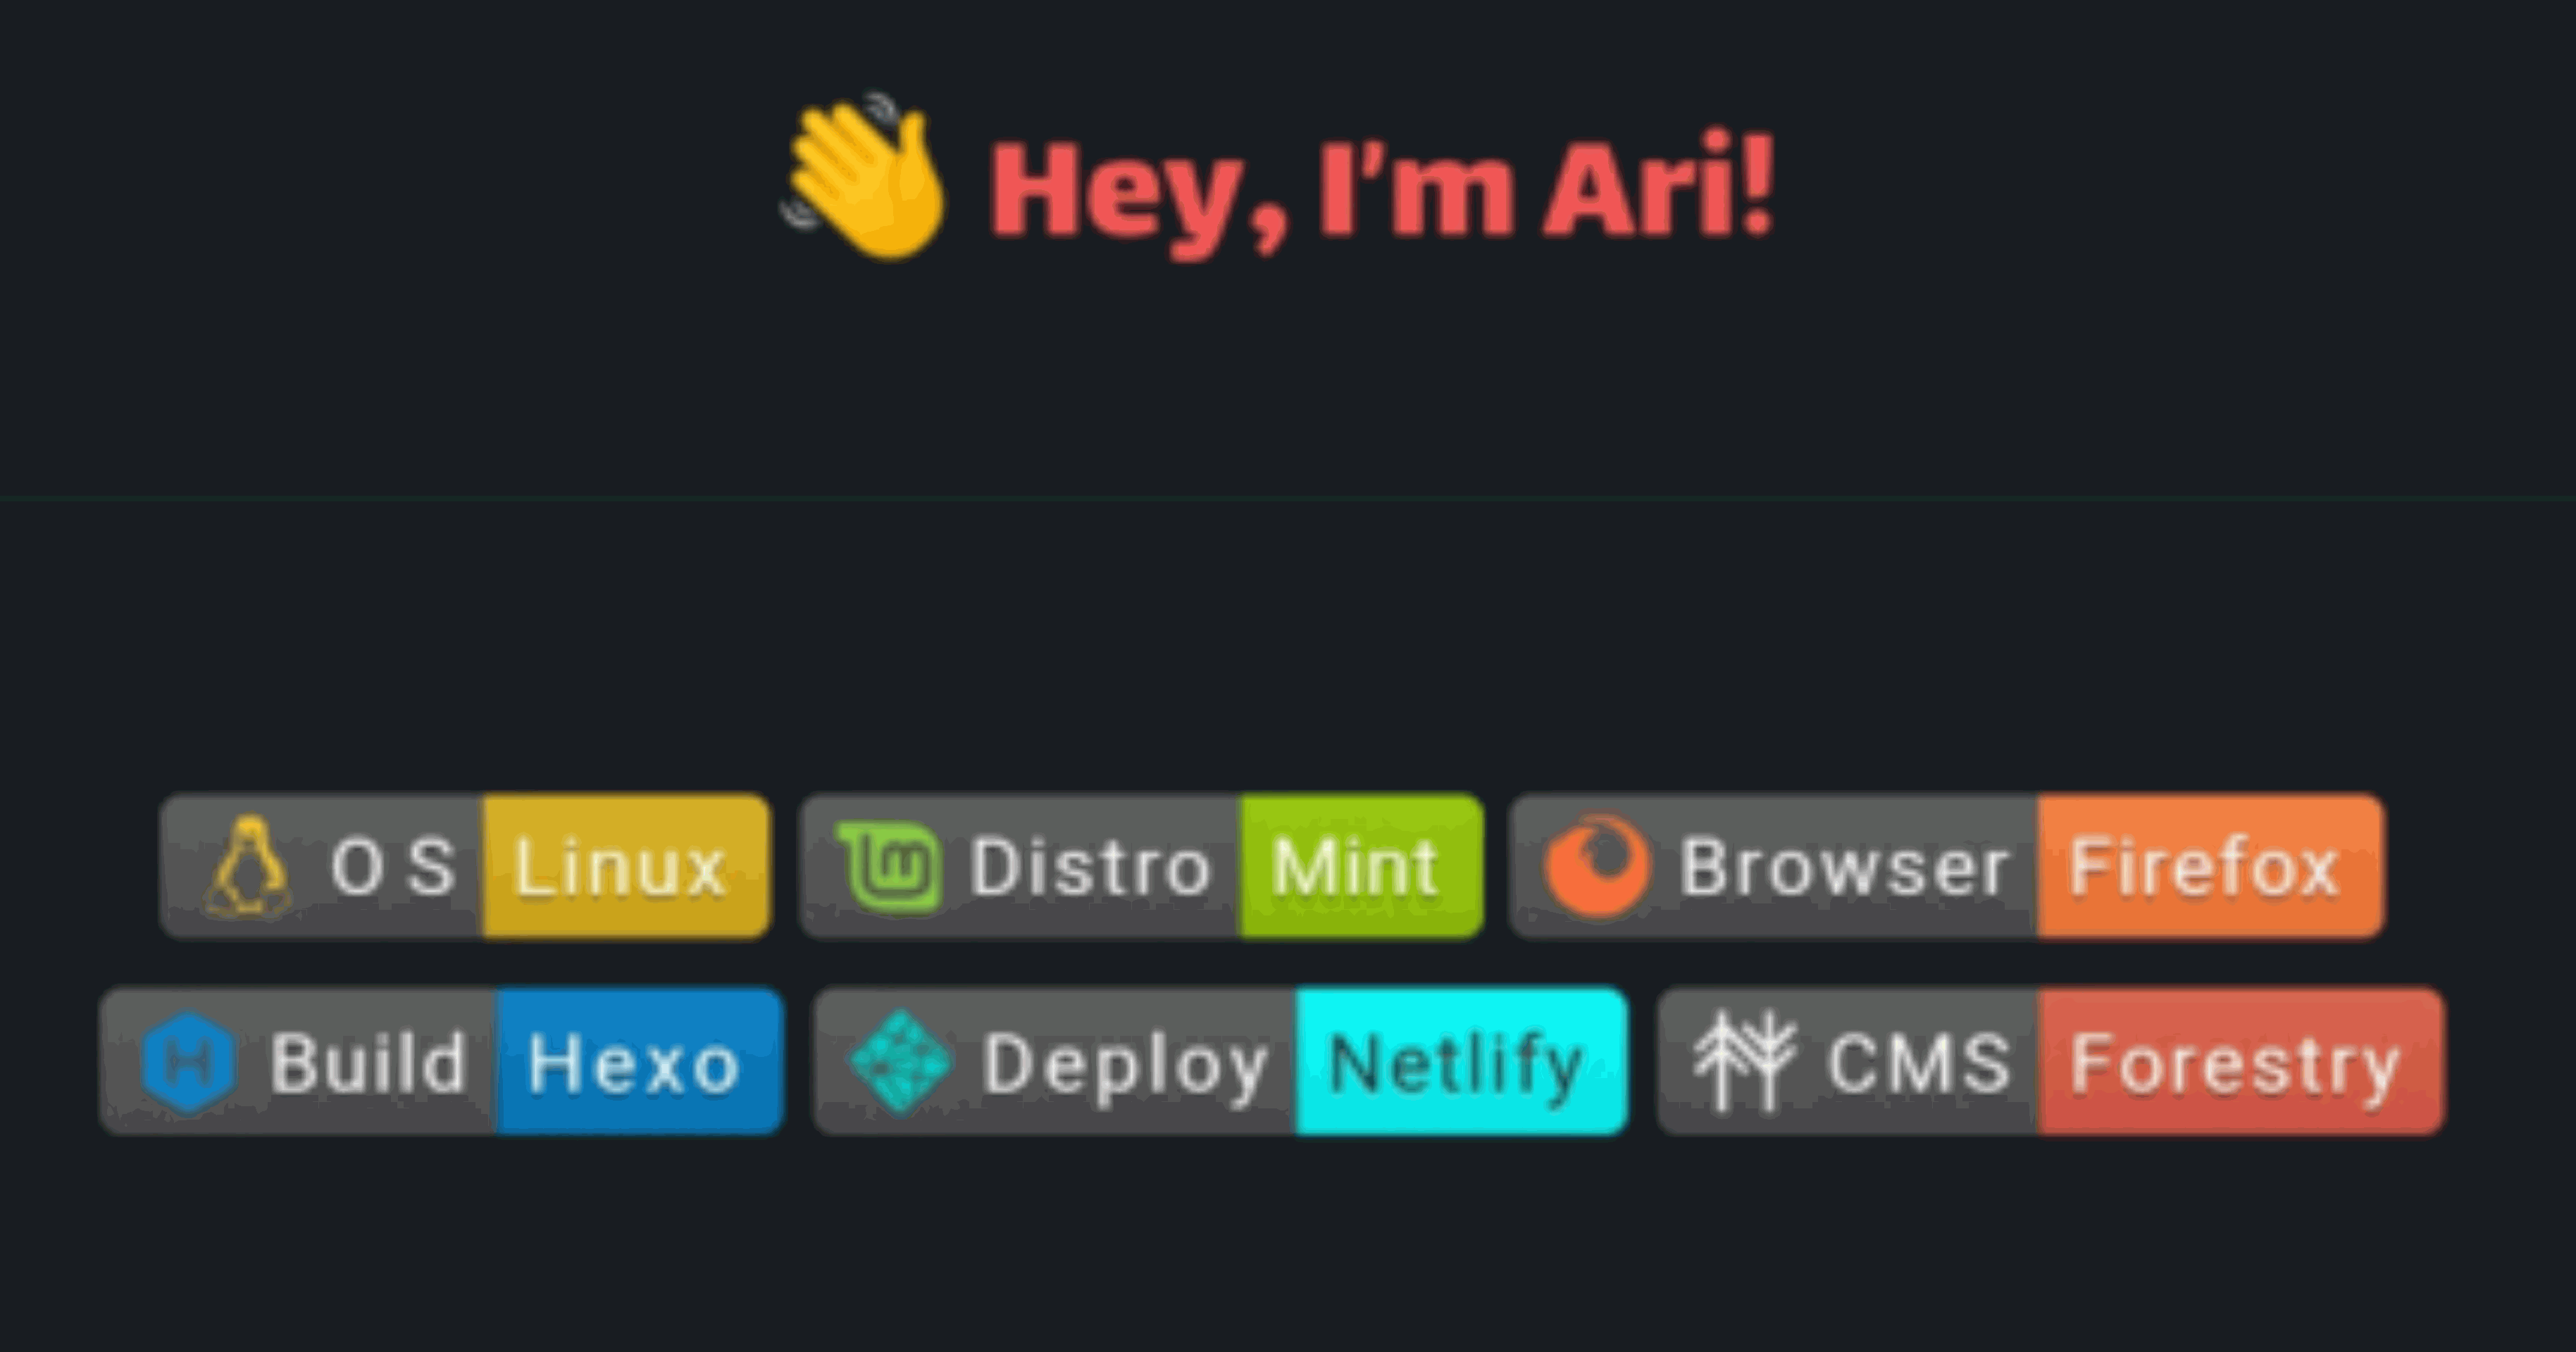 👋 Hey, I'm Ari!
OS Linux Distro Mint Browser Firefox
Build Hexo Deploy Netlify CMS Forestry